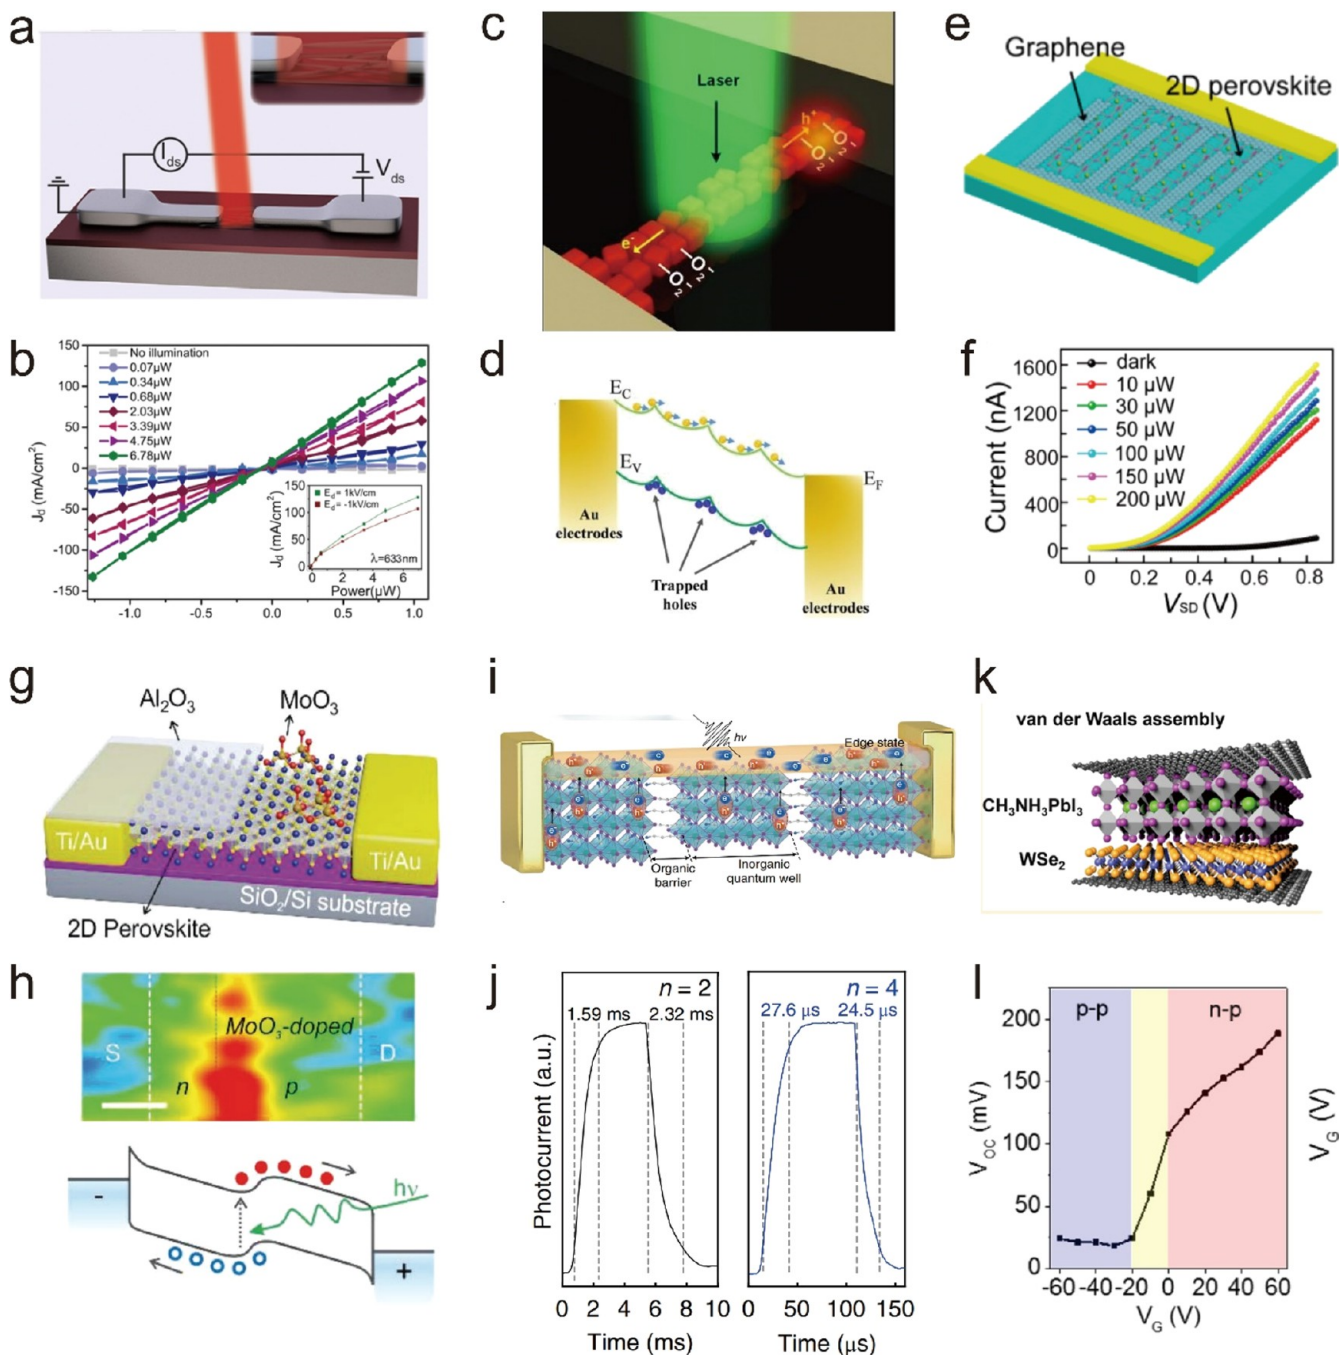 a
I_ds
V_ds
b
J_d (mA/cm²)
150
100
50
0
-50
-100
-150
No illumination
0.07μW
0.34μW
0.68μW
2.03μW
3.39μW
4.75μW
6.78μW
J_d (mA/cm²)
150
100
50
0
E_d= 1kV/cm
E_d= -1kV/cm
λ=633nm
0 2 4 6
Power(μW)
-1.0 -0.5 0.0 0.5 1.0
c
Laser
h⁺
e⁻
d
E_C
E_V
E_F
Au
electrodes
Au
electrodes
Trapped
holes
e
Graphene
2D perovskite
f
Current (nA)
1600
1200
800
400
0
dark
10 μW
30 μW
50 μW
100 μW
150 μW
200 μW
0.0 0.2 0.4 0.6 0.8
V_SD (V)
g
Al₂O₃
MoO₃
Ti/Au
Ti/Au
SiO₂/Si substrate
2D Perovskite
h
MoO₃-doped
S
D
n
p
hν
-
+
i
hν
Edge state
Organic
barrier
Inorganic
quantum well
j
Photocurrent (a.u.)
n = 2
1.59 ms
2.32 ms
0 2 4 6 8 10
Time (ms)
n = 4
27.6 μs
24.5 μs
0 50 100 150
Time (μs)
k
van der Waals assembly
CH₃NH₃PbI₃
WSe₂
l
p-p
n-p
V_OC (mV)
200
150
100
50
0
-60 -40 -20 0 20 40 60
V_G (V)
V_G (V)